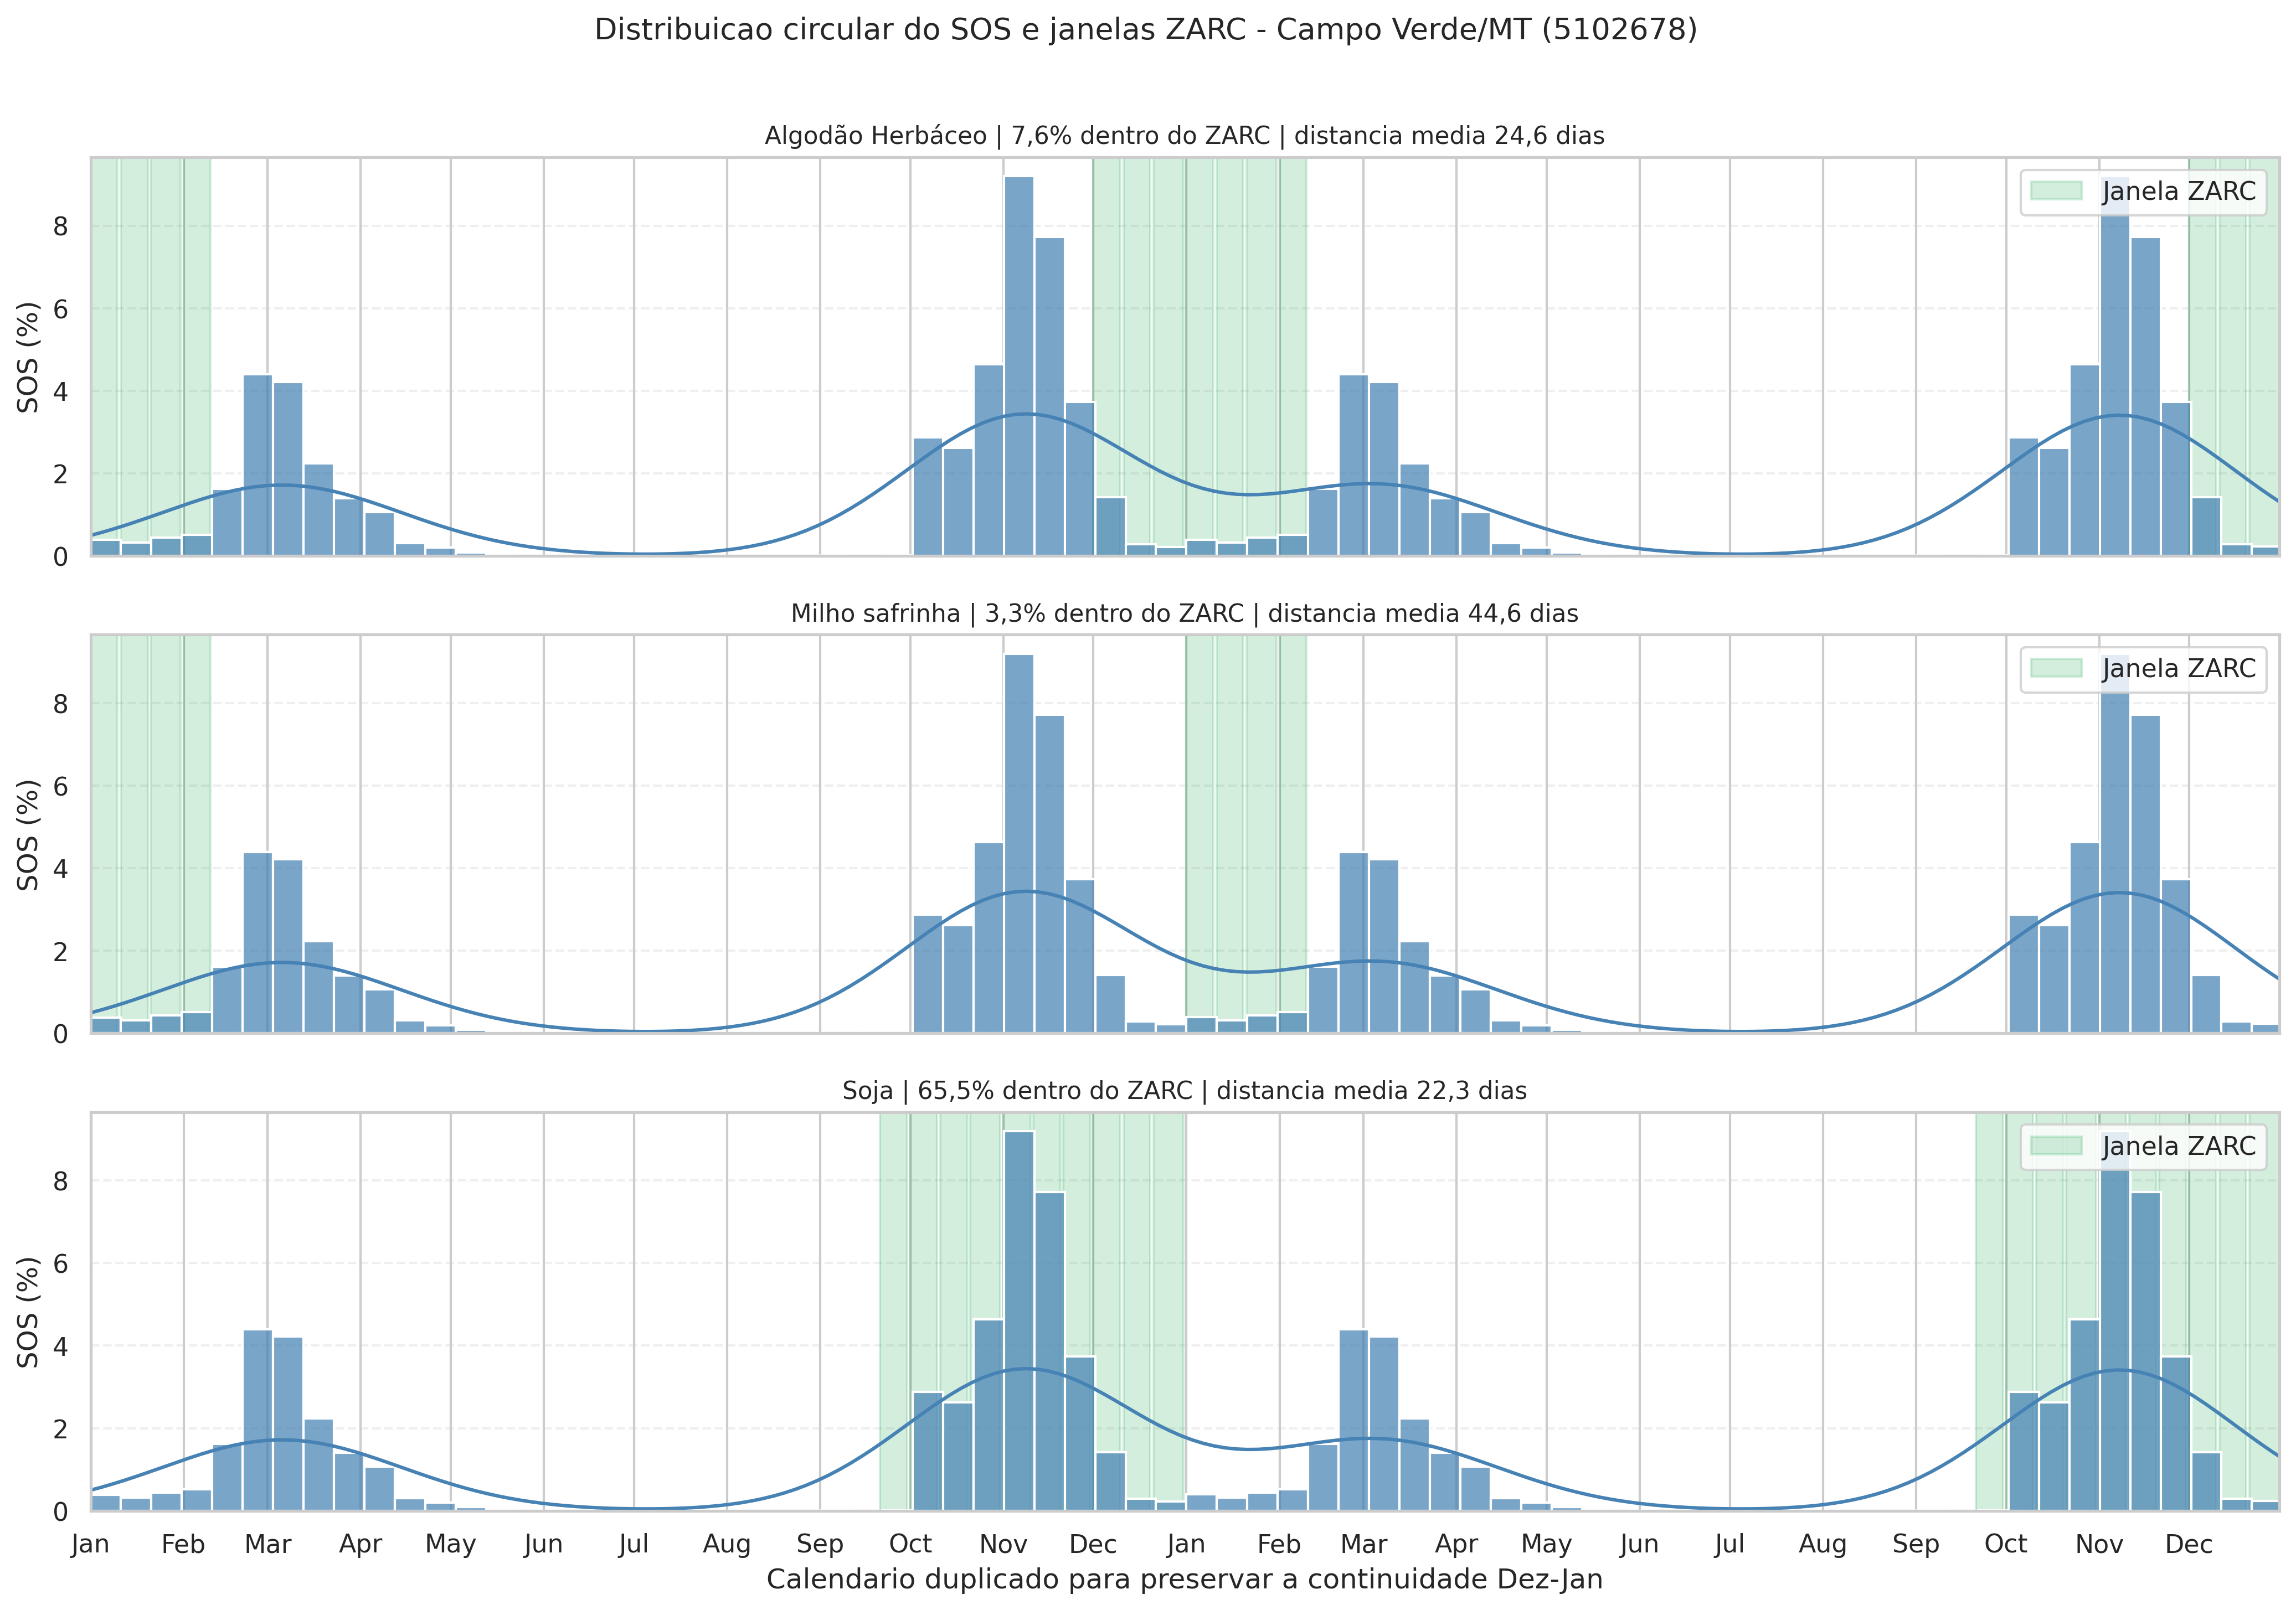 Distribuicao circular do SOS e janelas ZARC - Campo Verde/MT (5102678)
Algodão Herbáceo | 7,6% dentro do ZARC | distancia media 24,6 dias
Janela ZARC
SOS (%)
8
6
4
2
0
Milho safrinha | 3,3% dentro do ZARC | distancia media 44,6 dias
Janela ZARC
SOS (%)
8
6
4
2
0
Soja | 65,5% dentro do ZARC | distancia media 22,3 dias
Janela ZARC
SOS (%)
8
6
4
2
0
Jan Feb Mar Apr May Jun Jul Aug Sep Oct Nov Dec Jan Feb Mar Apr May Jun Jul Aug Sep Oct Nov Dec
Calendario duplicado para preservar a continuidade Dez-Jan